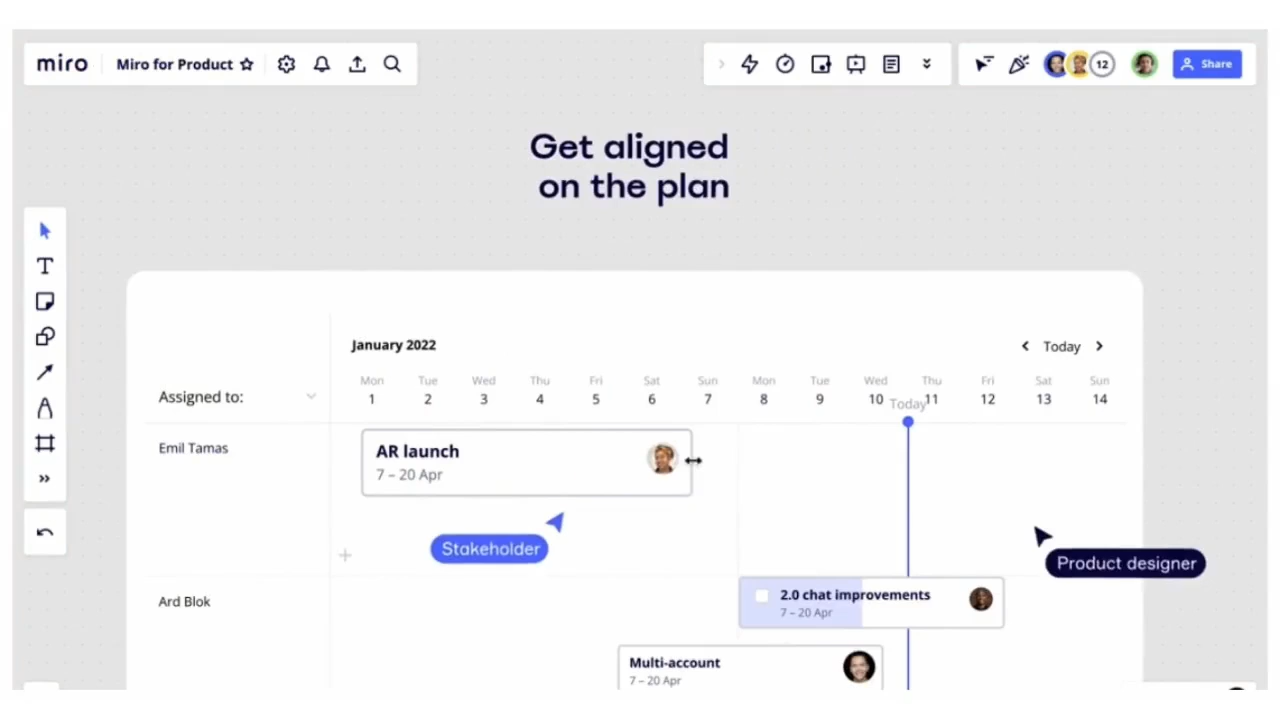 miro
Miro for Product
12
Share
Get aligned
on the plan
January 2022
Today
Mon Tue Wed Thu Fri Sat Sun Mon Tue Wed Thu Fri Sat Sun
Assigned to:
1 2 3 4 5 6 7 8 9 10 11 12 13 14
Today
Emil Tamas
AR launch
7 – 20 Apr
Stakeholder
Product designer
Ard Blok
2.0 chat improvements
7 – 20 Apr
Multi-account
7 – 20 Apr